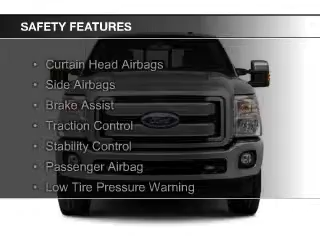 SAFETY FEATURES
• Curtain Head Airbags
• Side Airbags
• Brake Assist
• Traction Control
Ford
• Stability Control
• Passenger Airbag
• Low Tire Pressure Warning